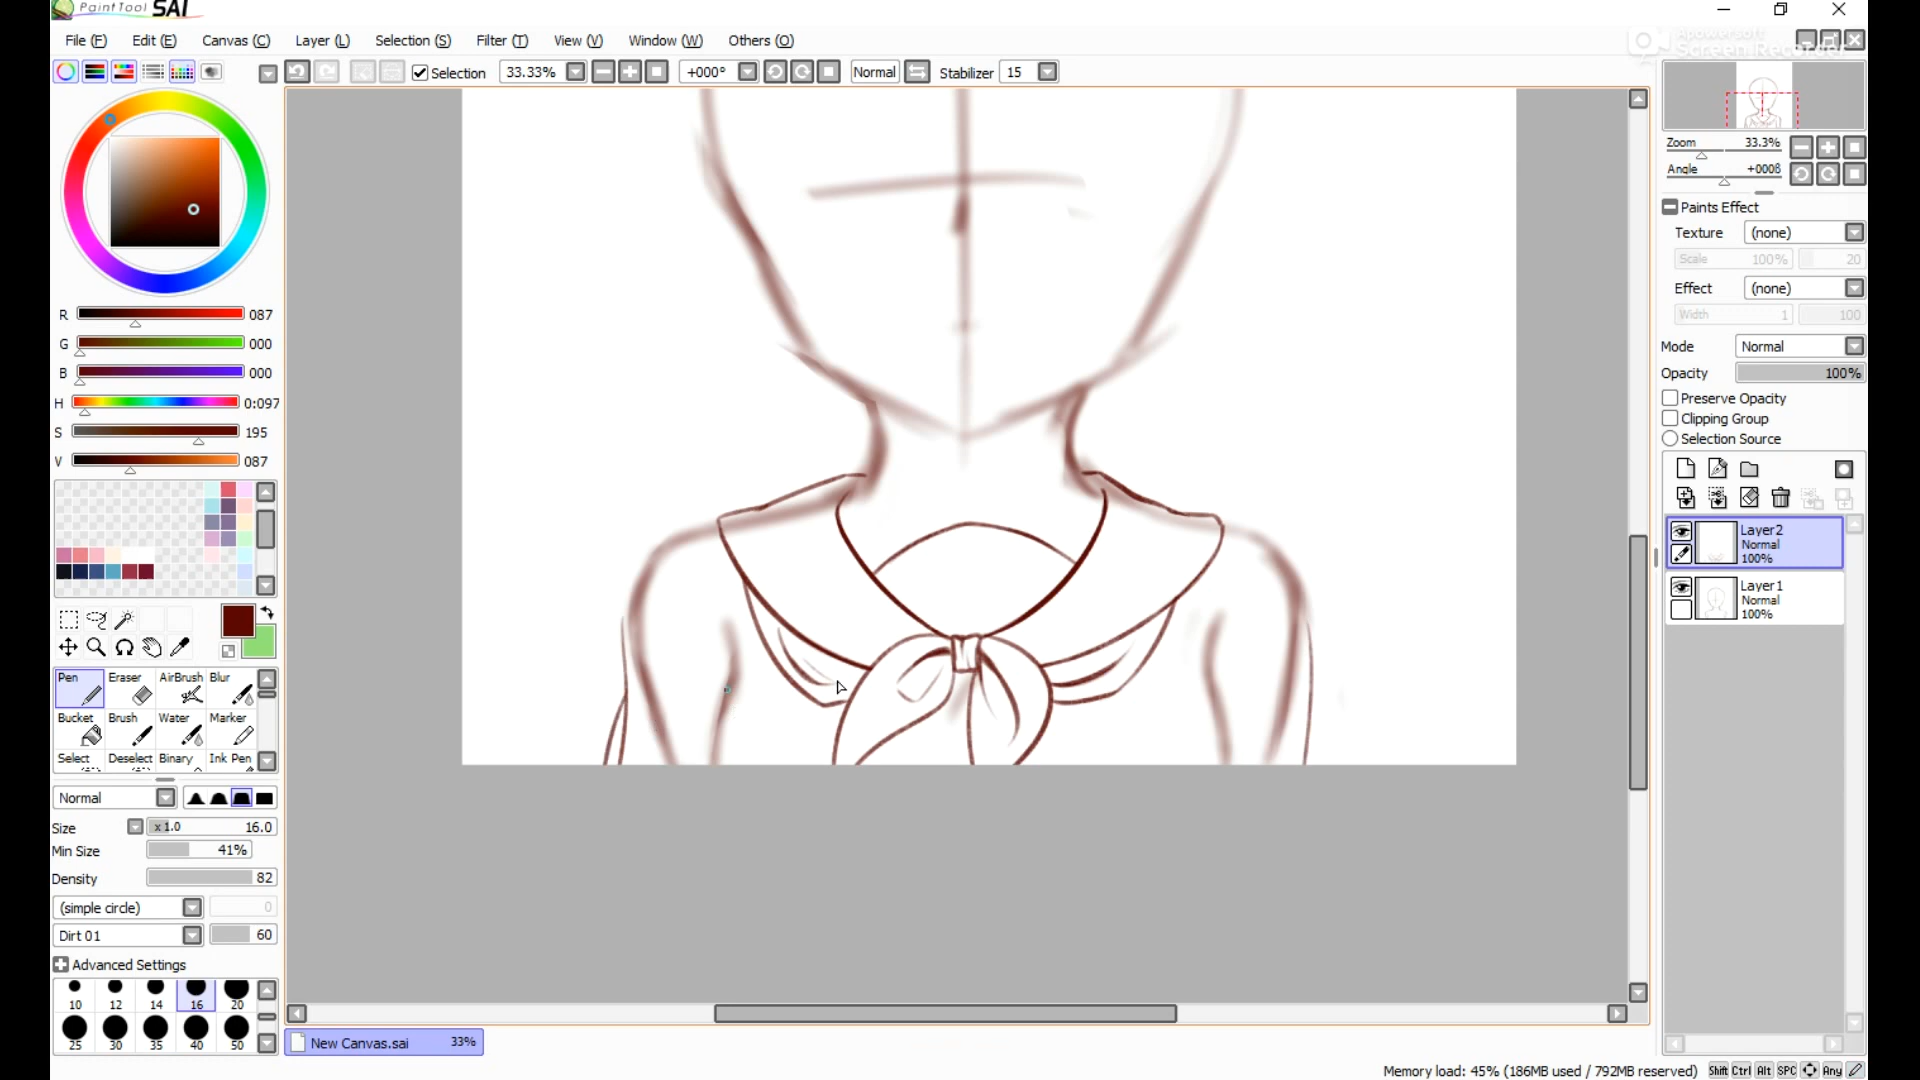 PaintTool SAI
File (F) Edit (E) Canvas (C) Layer (L) Selection (S) Filter (T) View (V) Window (W) Others (O)
Apowersoft
Screen Recorder
Selection 33.33% +000° Normal Stabilizer 15
Zoom 33.3%
Angle +000ß
Paints Effect
Texture (none)
Scale 100% 20
Effect (none)
Width 1 100
Mode Normal
Opacity 100%
Preserve Opacity
Clipping Group
Selection Source
R 087
G 000
B 000
H 0:097
S 195
V 087
Layer2
Normal
100%
Layer1
Normal
100%
Pen Eraser AirBrush Blur
Bucket Brush Water Marker
Select Deselect Binary Ink Pen
Normal
Size x1.0 16.0
Min Size 41%
Density 82
(simple circle) 0
Dirt 01 60
Advanced Settings
10 12 14 16 20
25 30 35 40 50
New Canvas.sai 33%
Memory load: 45% (186MB used / 792MB reserved) Shift Ctrl Alt SPC Any